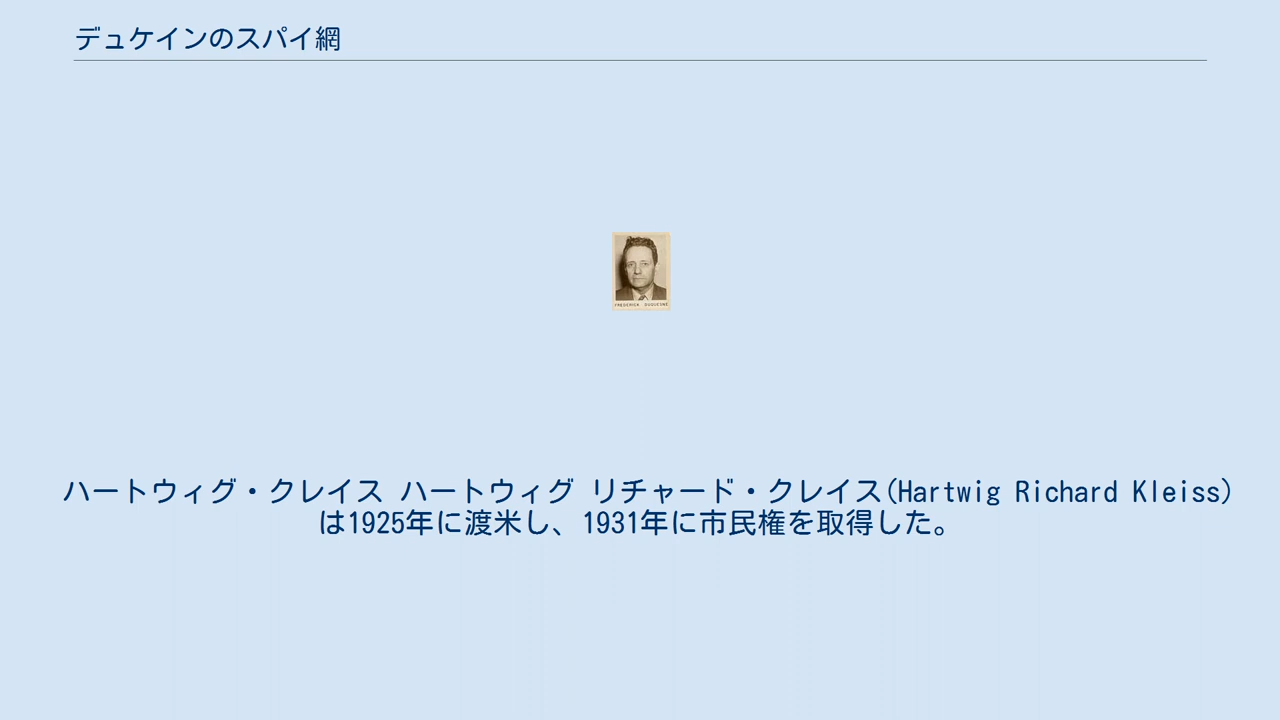 デュケインのスパイ網
FREDERICK DUQUESNE
ハートウィグ・クレイス ハートウィグ リチャード・クレイス(Hartwig Richard Kleiss)
は1925年に渡米し、1931年に市民権を取得した。